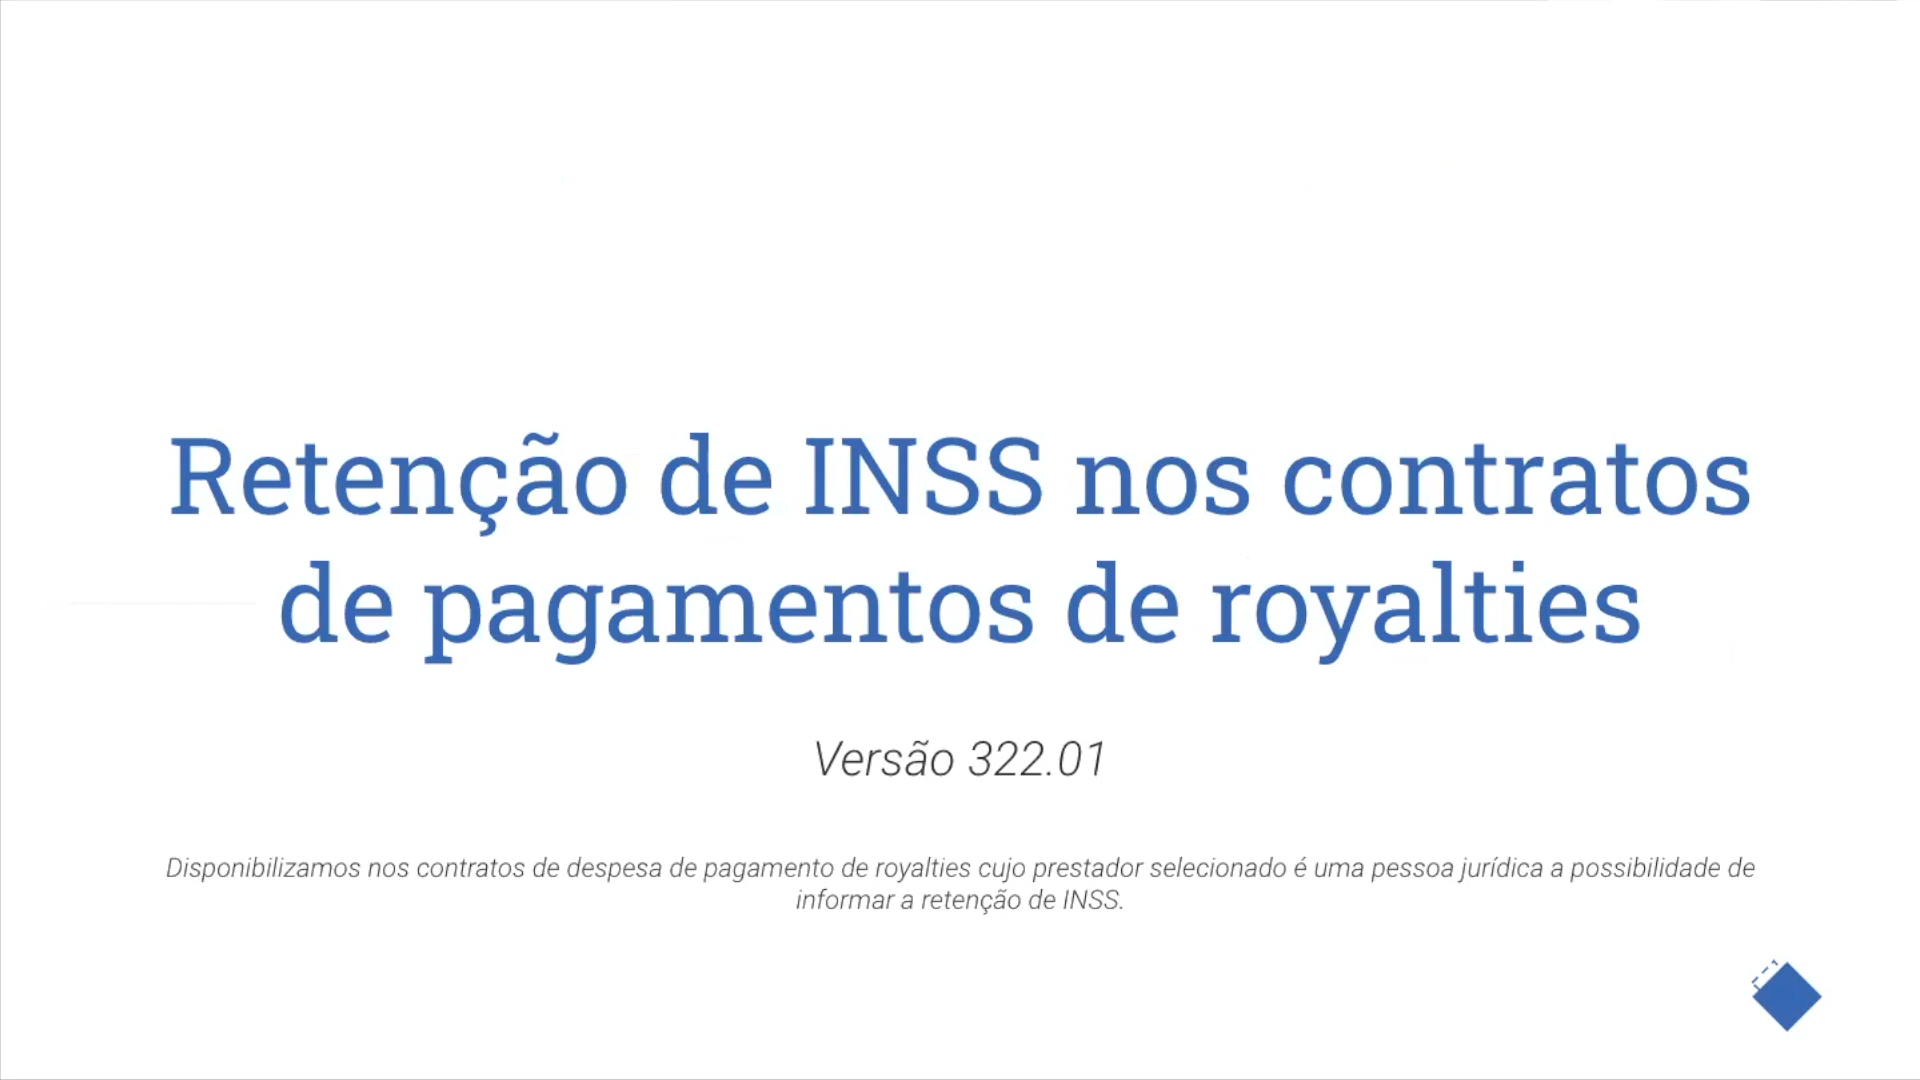 Retenção de INSS nos contratos
de pagamentos de royalties
Versão 322.01
Disponibilizamos nos contratos de despesa de pagamento de royalties cujo prestador selecionado é uma pessoa jurídica a possibilidade de
informar a retenção de INSS.